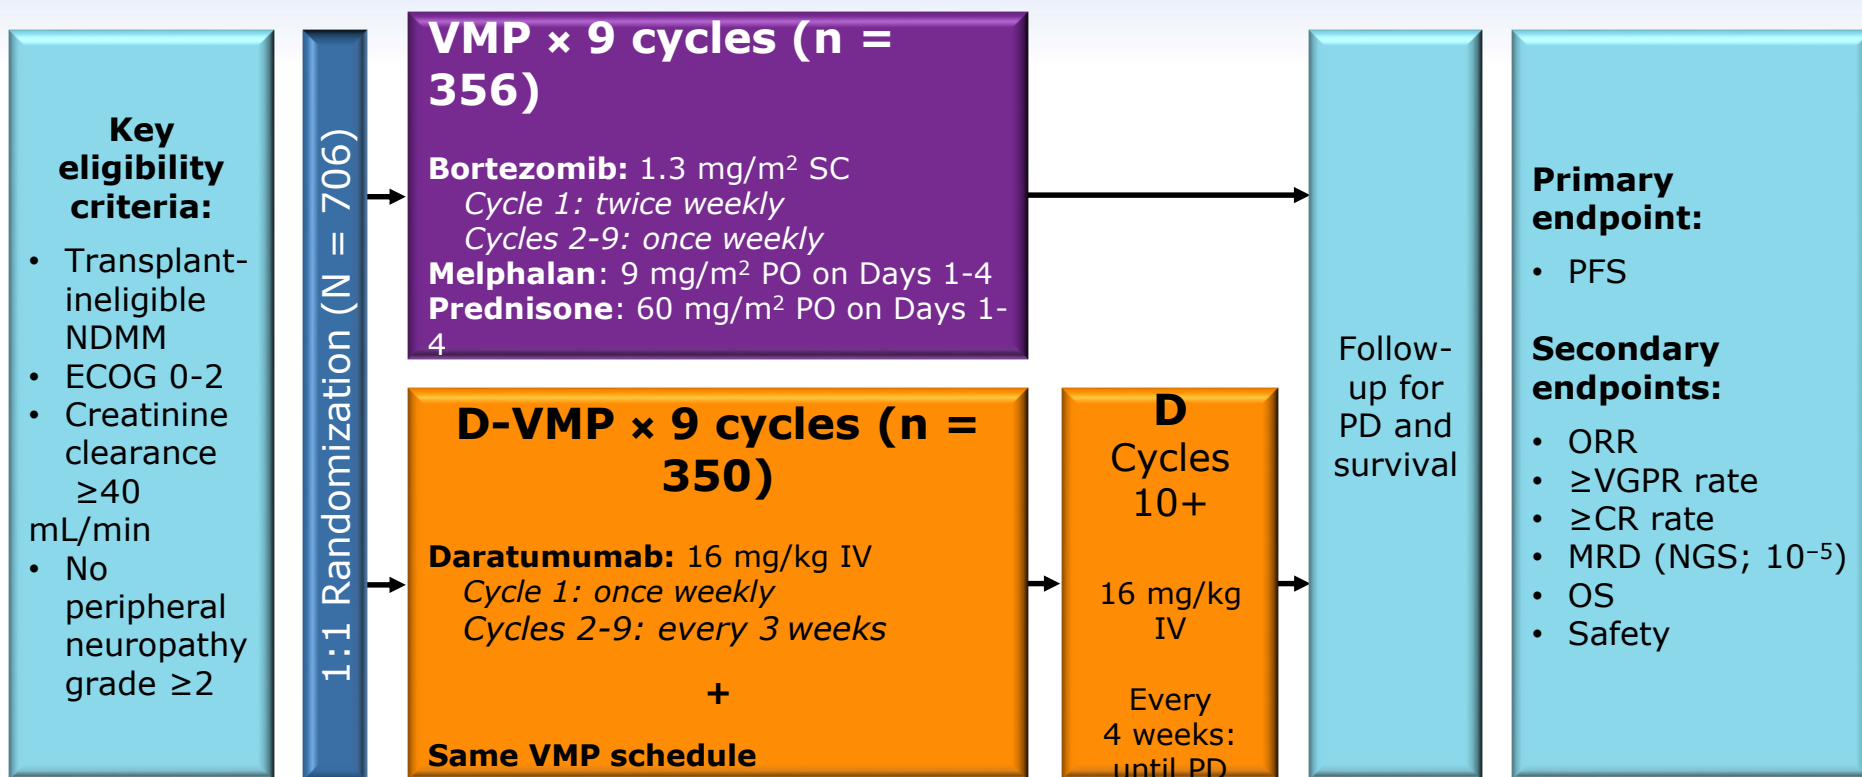 Key
eligibility
criteria:
• Transplant-
ineligible
NDMM
• ECOG 0-2
• Creatinine
clearance
≥40
mL/min
• No
peripheral
neuropathy
grade ≥2
1:1 Randomization (N = 706)
VMP × 9 cycles (n =
356)
Bortezomib: 1.3 mg/m² SC
Cycle 1: twice weekly
Cycles 2-9: once weekly
Melphalan: 9 mg/m² PO on Days 1-4
Prednisone: 60 mg/m² PO on Days 1-
4
D-VMP × 9 cycles (n =
350)
Daratumumab: 16 mg/kg IV
Cycle 1: once weekly
Cycles 2-9: every 3 weeks
+
Same VMP schedule
D
Cycles
10+
16 mg/kg
IV
Every
4 weeks:
until PD
Follow-
up for
PD and
survival
Primary
endpoint:
• PFS
Secondary
endpoints:
• ORR
• ≥VGPR rate
• ≥CR rate
• MRD (NGS; 10⁻⁵)
• OS
• Safety